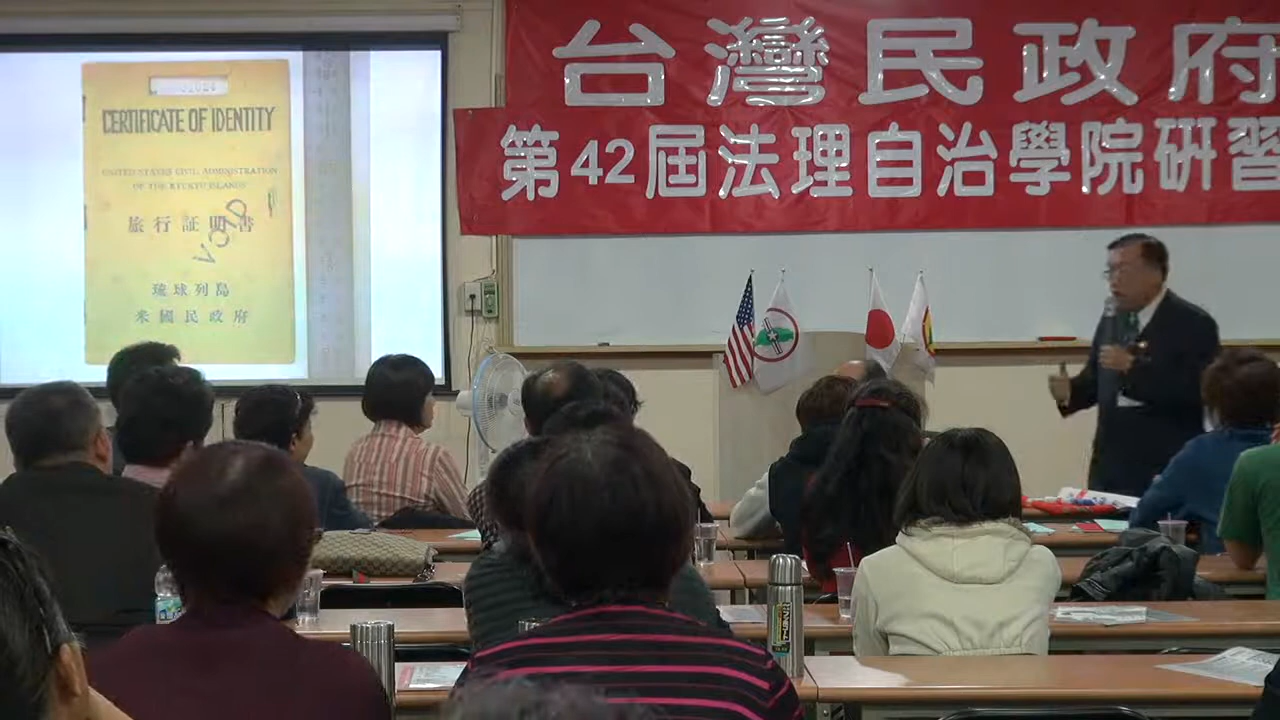 台灣民政府
第42屆法理自治學院研習
CERTIFICATE OF IDENTITY
UNITED STATES CIVIL ADMINISTRATION
OF THE RYUKYU ISLANDS
旅行証明書
VOID
琉球列島
米國民政府